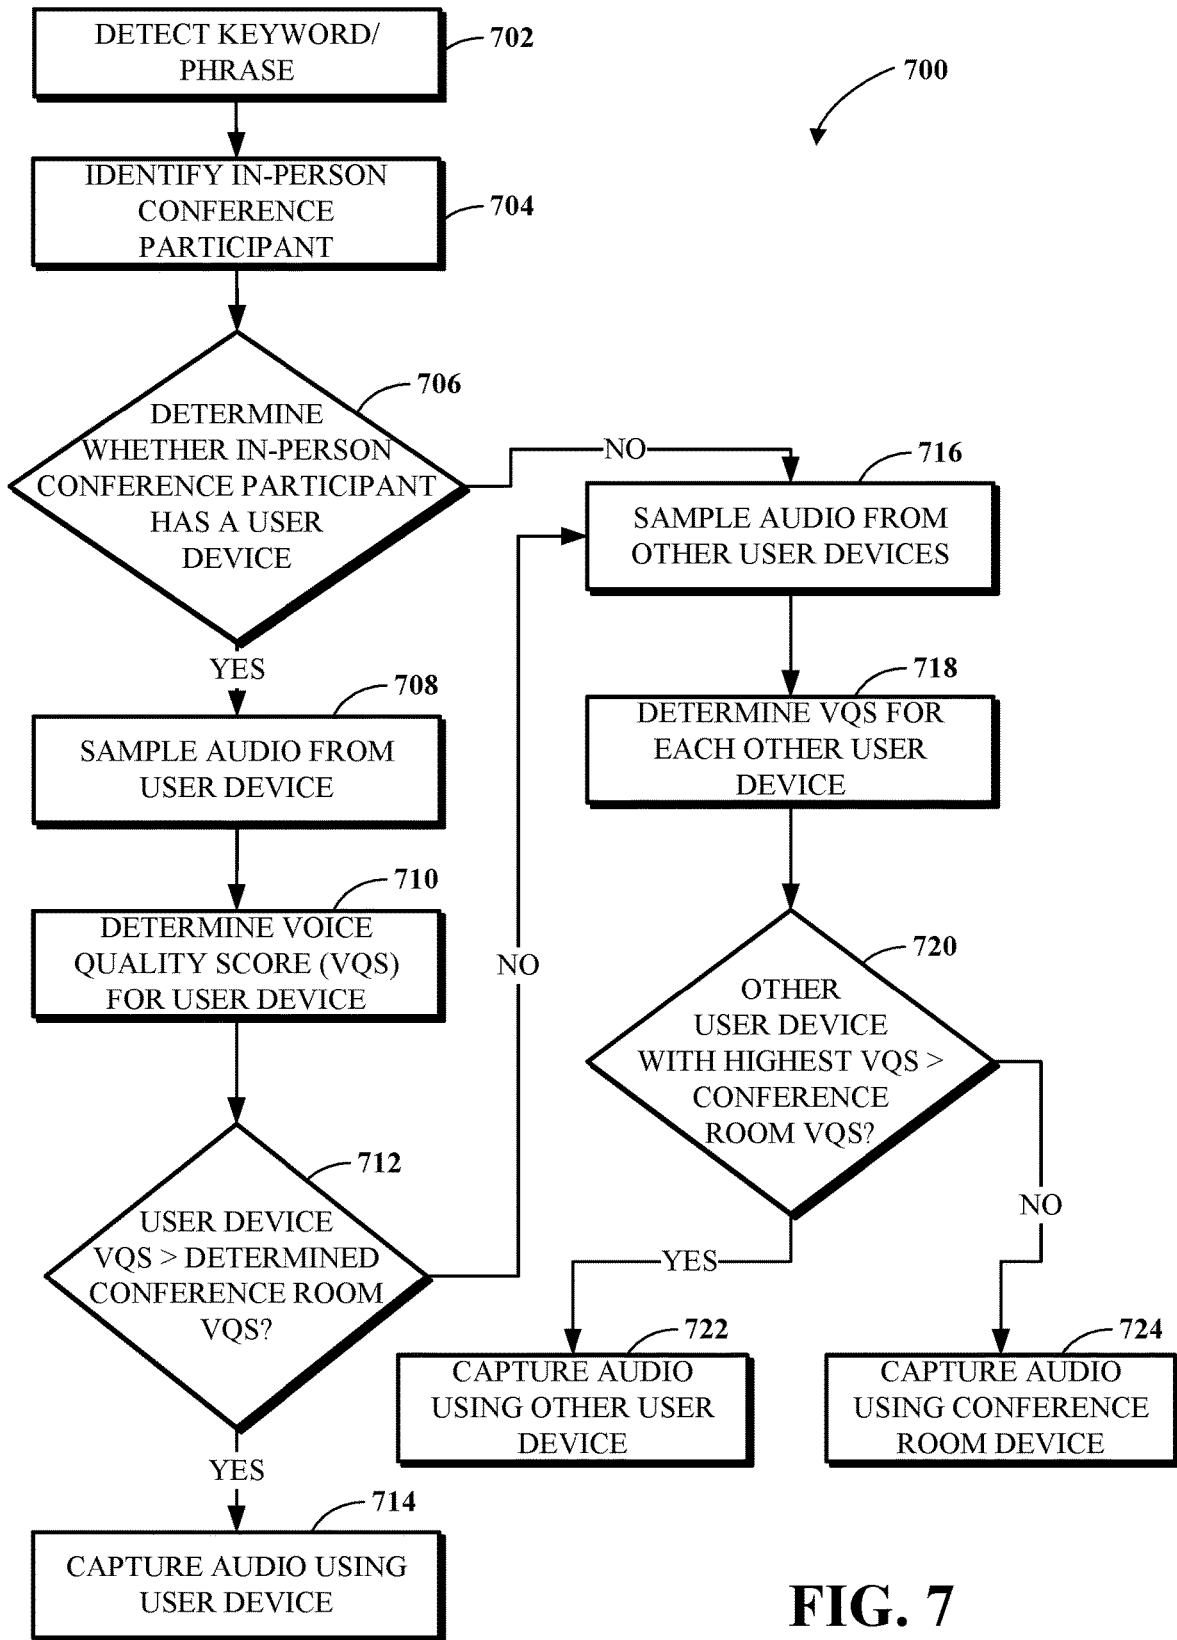 DETECT KEYWORD/
PHRASE
702
700
IDENTIFY IN-PERSON
CONFERENCE
PARTICIPANT
704
706
DETERMINE
WHETHER IN-PERSON
CONFERENCE PARTICIPANT
HAS A USER
DEVICE
NO
YES
708
SAMPLE AUDIO FROM
USER DEVICE
710
DETERMINE VOICE
QUALITY SCORE (VQS)
FOR USER DEVICE
712
USER DEVICE
VQS > DETERMINED
CONFERENCE ROOM
VQS?
NO
YES
714
CAPTURE AUDIO USING
USER DEVICE
716
SAMPLE AUDIO FROM
OTHER USER DEVICES
718
DETERMINE VQS FOR
EACH OTHER USER
DEVICE
720
OTHER
USER DEVICE
WITH HIGHEST VQS >
CONFERENCE
ROOM VQS?
YES
NO
722
CAPTURE AUDIO
USING OTHER USER
DEVICE
724
CAPTURE AUDIO
USING CONFERENCE
ROOM DEVICE
FIG. 7